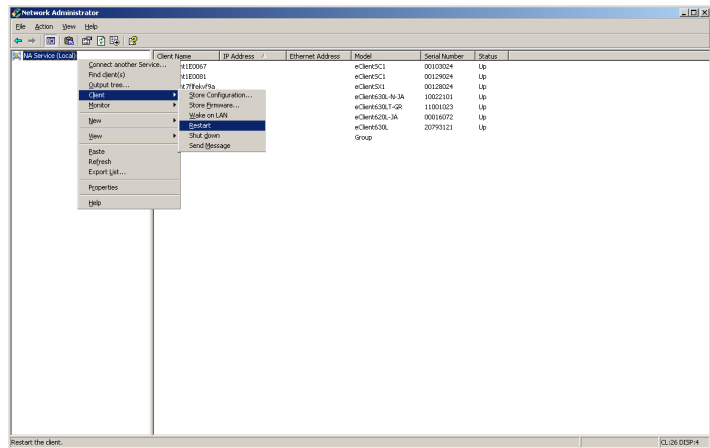 Network Administrator
File Action View Help
NA Service (Local)
Client Name IP Address Ethernet Address Model Serial Number Status
nt1E0067 eClientSC1 00103024 Up
nt1E0081 eClientSC1 00129024 Up
eClientSX1 00128024 Up
eClient630L-N-JA 10022101 Up
eClient630LT-GR 11001023 Up
eClient620L-JA 00016072 Up
eClient630L 20793121 Up
Group
Connect another Service...
Find client(s)
Output tree...
Client
Monitor
New
View
Paste
Refresh
Export List...
Properties
Help
Store Configuration...
Store Firmware...
Wake on LAN
Restart
Shut down
Send Message
Restart the client.
CL:26 DISP:4